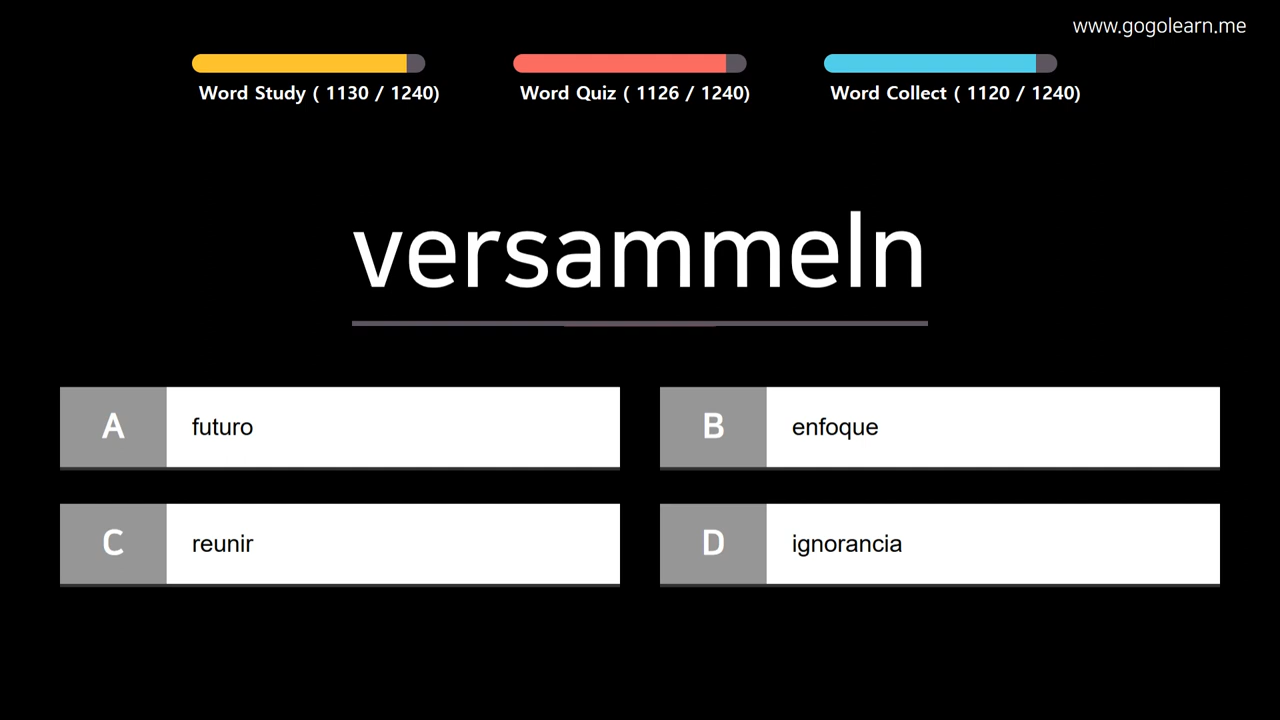 www.gogolearn.me
Word Study ( 1130 / 1240)
Word Quiz ( 1126 / 1240)
Word Collect ( 1120 / 1240)
versammeln
A futuro
B enfoque
C reunir
D ignorancia